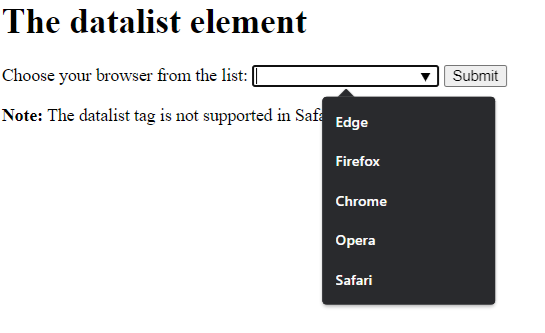 The datalist element
Choose your browser from the list: Submit
Note: The datalist tag is not supported in
Edge
Firefox
Chrome
Opera
Safari